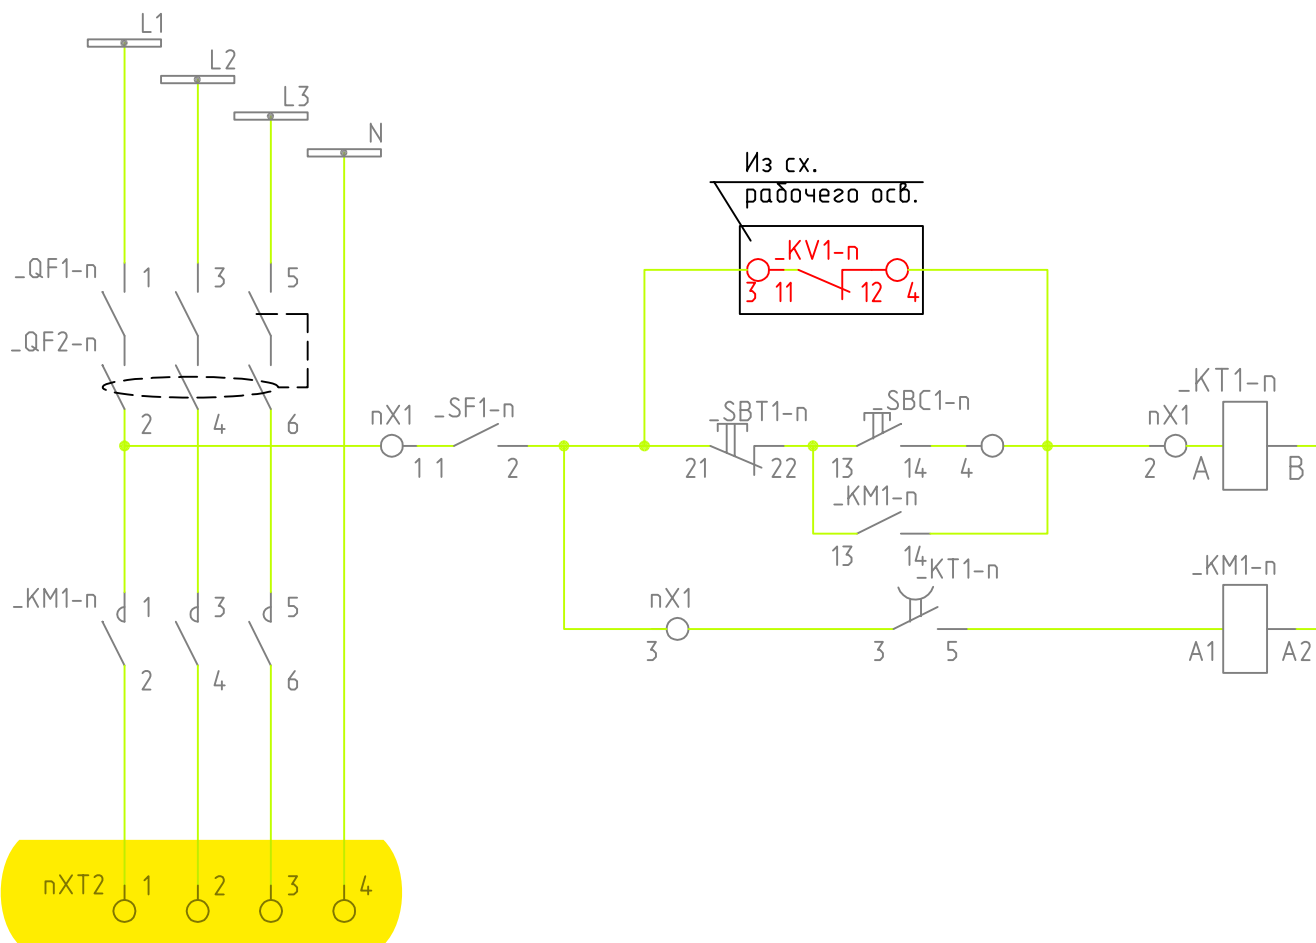 L1
L2
L3
N
Из сх.
рабочего осв.
_KV1-n
3 11 12 4
_QF1-n 1 3 5
_QF2-n
2 4 6
nX1 _SF1-n _SBT1-n _SBC1-n nX1 _KT1-n
1 1 2 21 22 13 14 4 2 A B
_KM1-n
13 14
_KT1-n _KM1-n
_KM1-n 1 3 5 nX1
3 3 5 A1 A2
2 4 6
nXT2 1 2 3 4